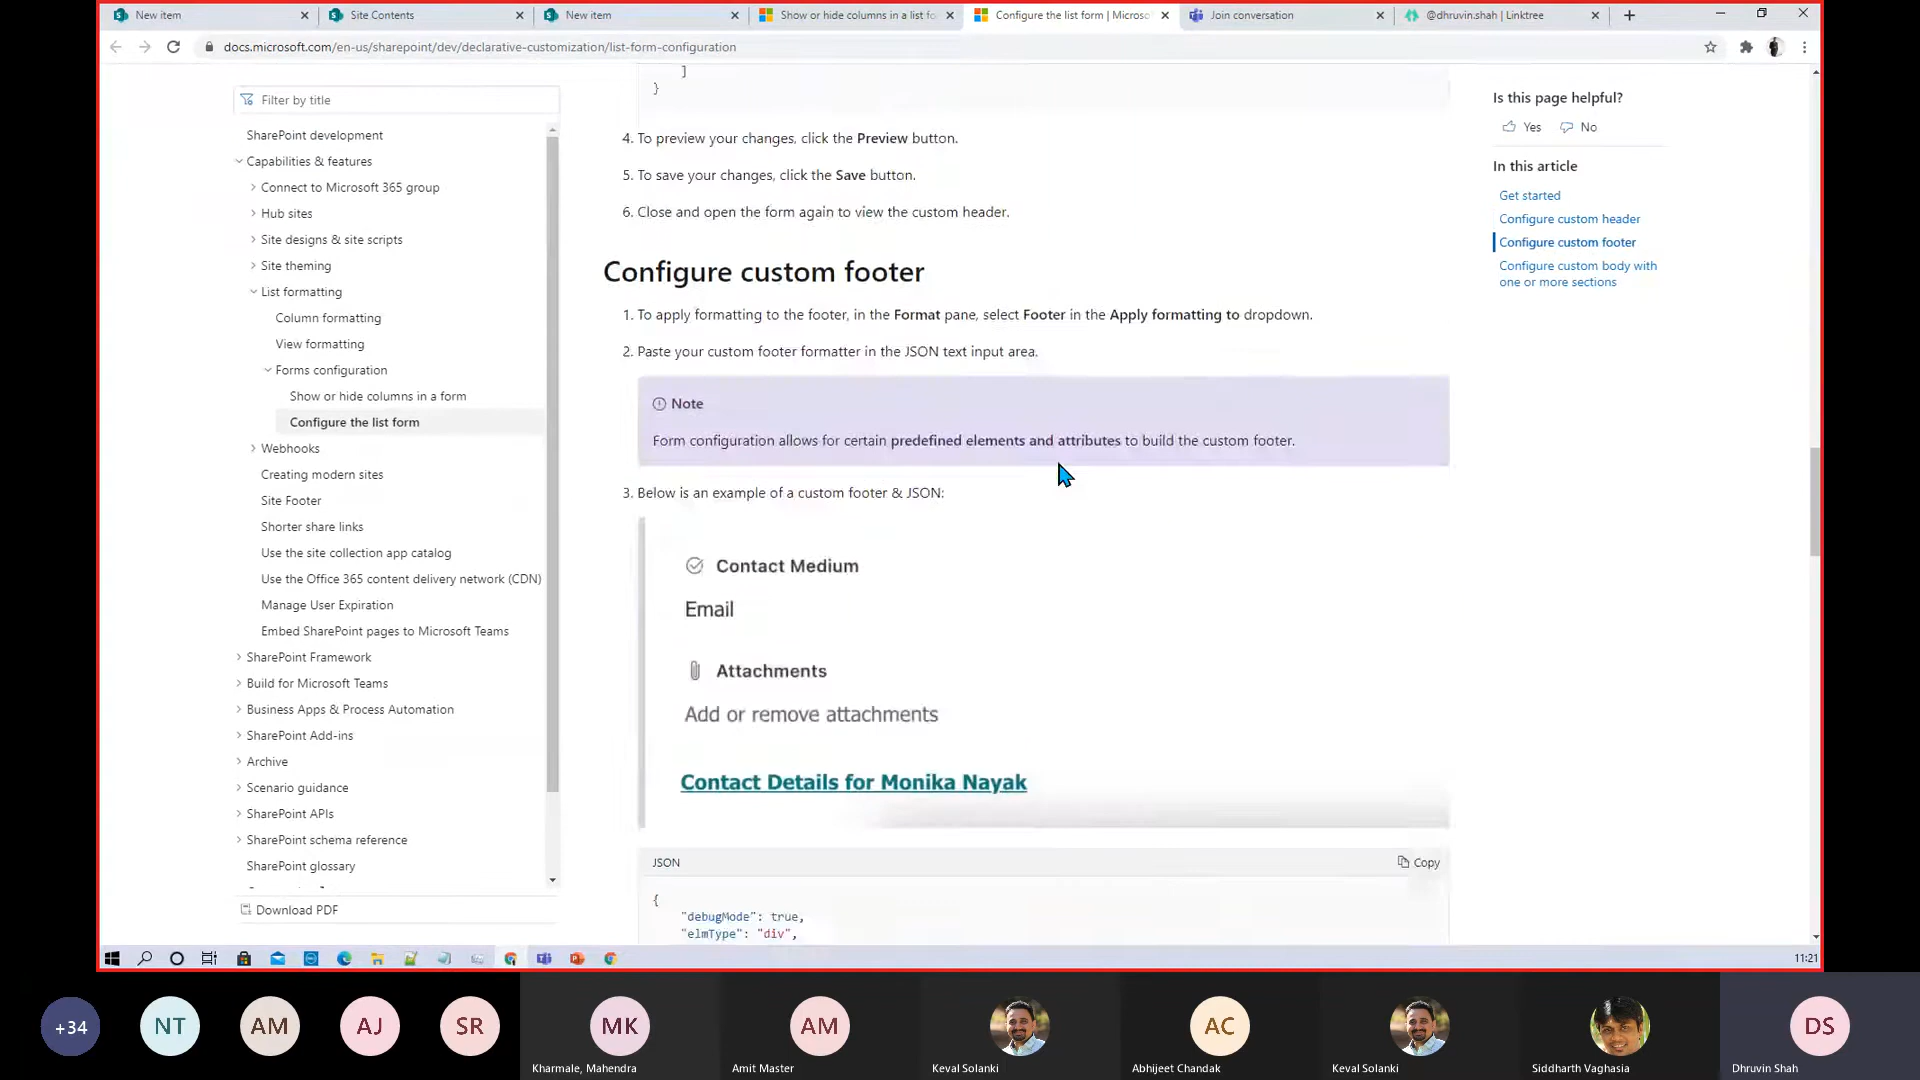 New item
Site Contents
New item
Show or hide columns in a list fo
Configure the list form | Microso
Join conversation
@dhruvin.shah | Linktree
docs.microsoft.com/en-us/sharepoint/dev/declarative-customization/list-form-configuration
Filter by title
SharePoint development
Capabilities & features
Connect to Microsoft 365 group
Hub sites
Site designs & site scripts
Site theming
List formatting
Column formatting
View formatting
Forms configuration
Show or hide columns in a form
Configure the list form
Webhooks
Creating modern sites
Site Footer
Shorter share links
Use the site collection app catalog
Use the Office 365 content delivery network (CDN)
Manage User Expiration
Embed SharePoint pages to Microsoft Teams
SharePoint Framework
Build for Microsoft Teams
Business Apps & Process Automation
SharePoint Add-ins
Archive
Scenario guidance
SharePoint APIs
SharePoint schema reference
SharePoint glossary
Download PDF
]
}
4. To preview your changes, click the Preview button.
5. To save your changes, click the Save button.
6. Close and open the form again to view the custom header.
Configure custom footer
1. To apply formatting to the footer, in the Format pane, select Footer in the Apply formatting to dropdown.
2. Paste your custom footer formatter in the JSON text input area.
Note
Form configuration allows for certain predefined elements and attributes to build the custom footer.
3. Below is an example of a custom footer & JSON:
Contact Medium
Email
Attachments
Add or remove attachments
Contact Details for Monika Nayak
JSON
Copy
{
"debugMode": true,
"elmType": "div",
Is this page helpful?
Yes
No
In this article
Get started
Configure custom header
Configure custom footer
Configure custom body with
one or more sections
11:21
+34
NT
AM
AJ
SR
MK
Kharmale, Mahendra
AM
Amit Master
Keval Solanki
AC
Abhijeet Chandak
Keval Solanki
Siddharth Vaghasia
DS
Dhruvin Shah